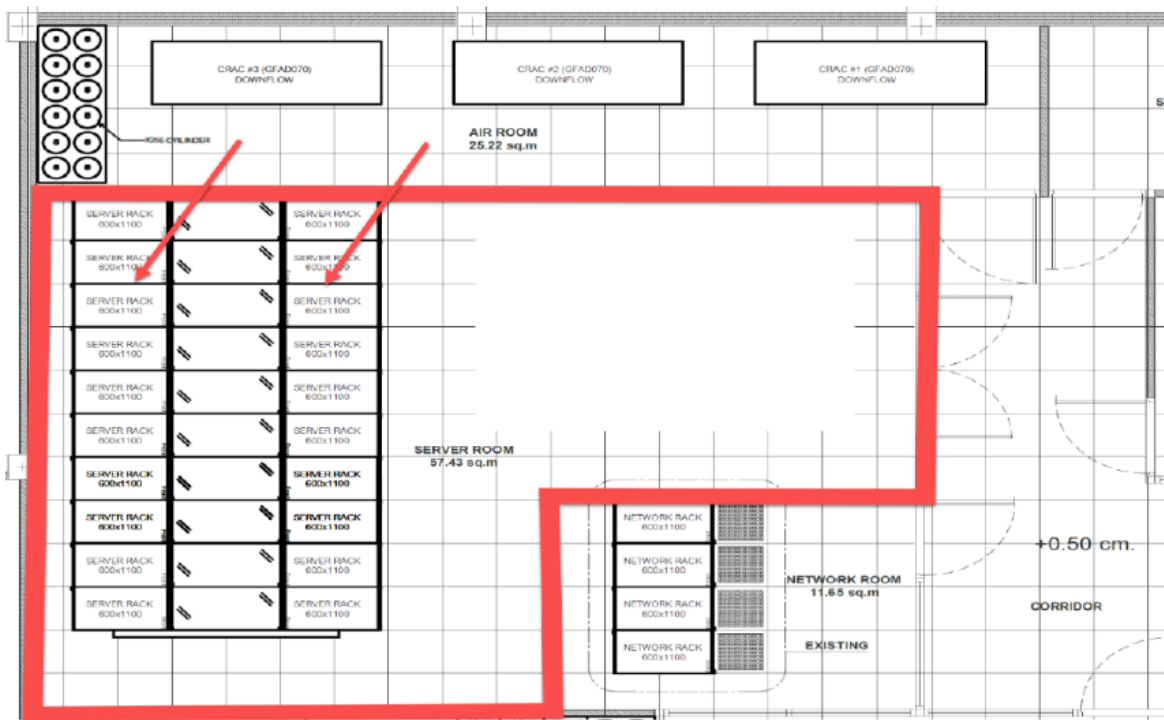 CRAC #3 (GFAD070)
DOWNFLOW
CRAC #2 (GFAD070)
DOWNFLOW
CRAC #1 (GFAD070)
DOWNFLOW
S
CYLINDER
AIR ROOM
25.22 sq.m
SERVER RACK
600x1100
SERVER RACK
600x1100
SERVER RACK
600x1100
SERVER RACK
600x1100
SERVER RACK
600x1100
SERVER RACK
600x1100
SERVER RACK
600x1100
SERVER RACK
600x1100
SERVER RACK
600x1100
SERVER RACK
600x1100
SERVER RACK
600x1100
SERVER RACK
600x1100
SERVER RACK
600x1100
SERVER RACK
600x1100
SERVER RACK
600x1100
SERVER RACK
600x1100
SERVER RACK
600x1100
SERVER RACK
600x1100
SERVER RACK
600x1100
SERVER RACK
600x1100
SERVER ROOM
57.43 sq.m
NETWORK RACK
600x1100
NETWORK RACK
600x1100
NETWORK RACK
600x1100
NETWORK RACK
600x1100
NETWORK ROOM
11.65 sq.m
EXISTING
+0.50 cm.
CORRIDOR